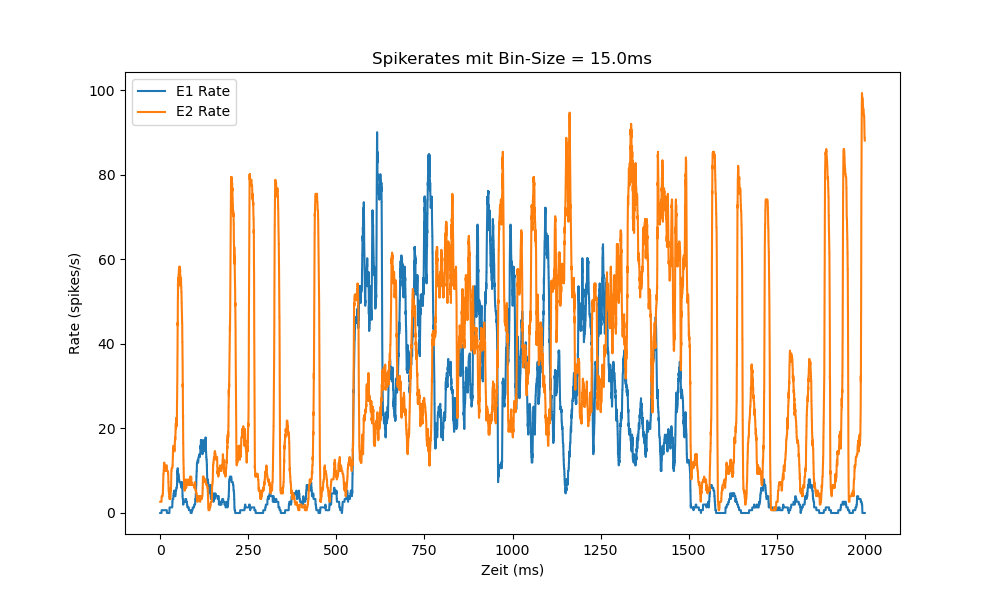 Spikerates mit Bin-Size = 15.0ms
E1 Rate
E2 Rate
Rate (spikes/s)
100
80
60
40
20
0
0 250 500 750 1000 1250 1500 1750 2000
Zeit (ms)